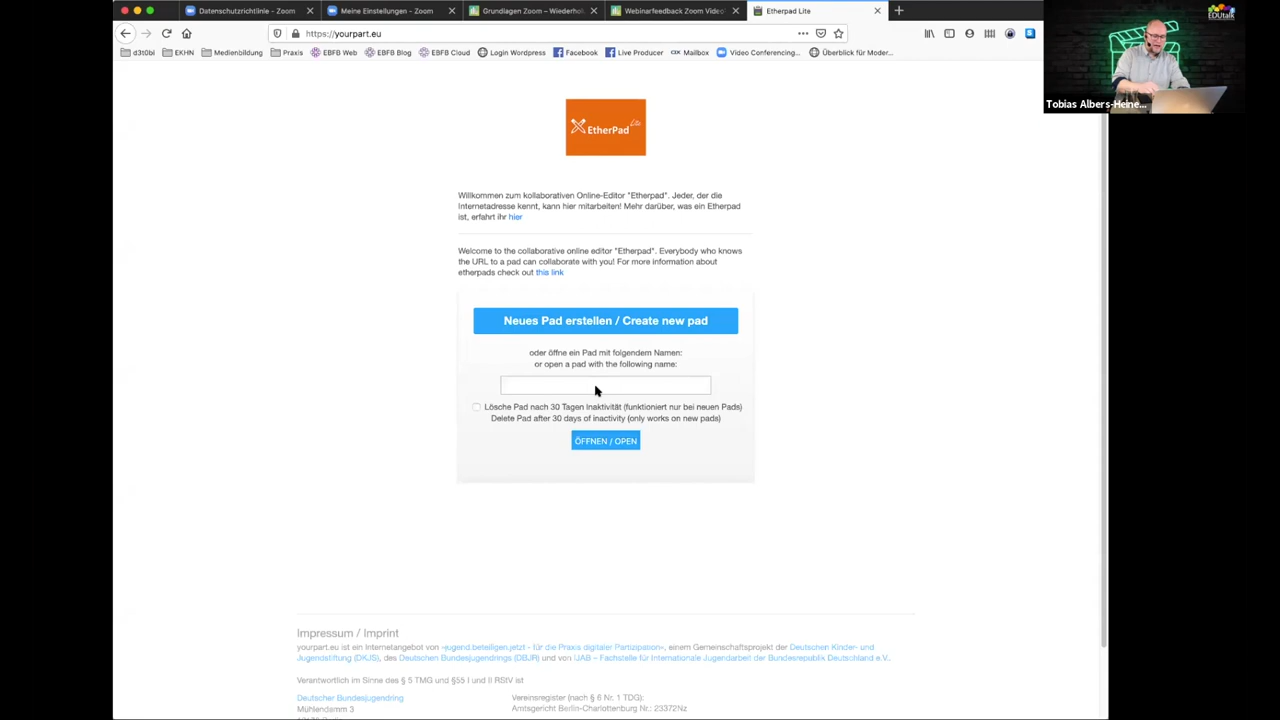 Datenschutzrichtlinie - Zoom
Meine Einstellungen - Zoom
Grundlagen Zoom – Wiederhol
Webinarfeedback Zoom Video
Etherpad Lite
EDUtalk
https://yourpart.eu
d3t0bl
EKHN
Medienbildung
Praxis
EBFB Web
EBFB Blog
EBFB Cloud
Login Wordpress
Facebook
Live Producer
Mailbox
Video Conferencing...
Überblick für Moder...
Tobias Albers-Heine...
EtherPad Lite
Willkommen zum kollaborativen Online-Editor "Etherpad". Jeder, der die
Internetadresse kennt, kann hier mitarbeiten! Mehr darüber, was ein Etherpad
ist, erfahrt ihr hier
Welcome to the collaborative online editor "Etherpad". Everybody who knows
the URL to a pad can collaborate with you! For more information about
etherpads check out this link
Neues Pad erstellen / Create new pad
oder öffne ein Pad mit folgendem Namen:
or open a pad with the following name:
Lösche Pad nach 30 Tagen Inaktivität (funktioniert nur bei neuen Pads)
Delete Pad after 30 days of inactivity (only works on new pads)
ÖFFNEN / OPEN
Impressum / Imprint
yourpart.eu ist ein Internetangebot von »jugend.beteiligen.jetzt - für die Praxis digitaler Partizipation«, einem Gemeinschaftsprojekt der Deutschen Kinder- und
Jugendstiftung (DKJS), des Deutschen Bundesjugendrings (DBJR) und von IJAB – Fachstelle für Internationale Jugendarbeit der Bundesrepublik Deutschland e.V..
Verantwortlich im Sinne des § 5 TMG und §55 I und II RStV ist
Deutscher Bundesjugendring
Mühlendamm 3
Vereinsregister (nach § 6 Nr. 1 TDG):
Amtsgericht Berlin-Charlottenburg Nr.: 23372Nz